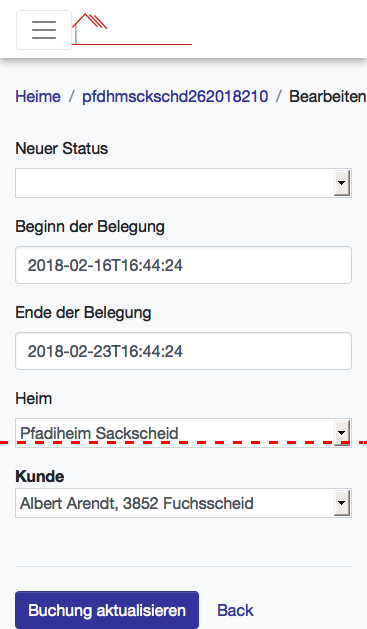 Heime / pfdhmsckschd262018210 / Bearbeiten
Neuer Status
Beginn der Belegung
2018-02-16T16:44:24
Ende der Belegung
2018-02-23T16:44:24
Heim
Pfadiheim Sackscheid
Kunde
Albert Arendt, 3852 Fuchsscheid
Buchung aktualisieren Back